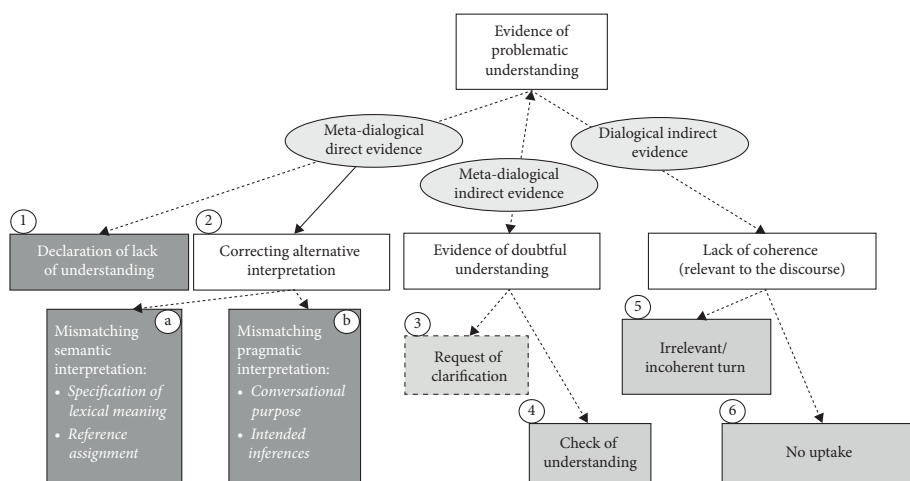 Evidence of
problematic
understanding
Meta-dialogical
direct evidence
Dialogical indirect
evidence
Meta-dialogical
indirect evidence
1
Declaration of lack
of understanding
2
Correcting alternative
interpretation
Evidence of doubtful
understanding
Lack of coherence
(relevant to the discourse)
a
Mismatching
semantic
interpretation:
• Specification of
lexical meaning
• Reference
assignment
b
Mismatching
pragmatic
interpretation:
• Conversational
purpose
• Intended
inferences
3
Request of
clarification
4
Check of
understanding
5
Irrelevant/
incoherent turn
6
No uptake